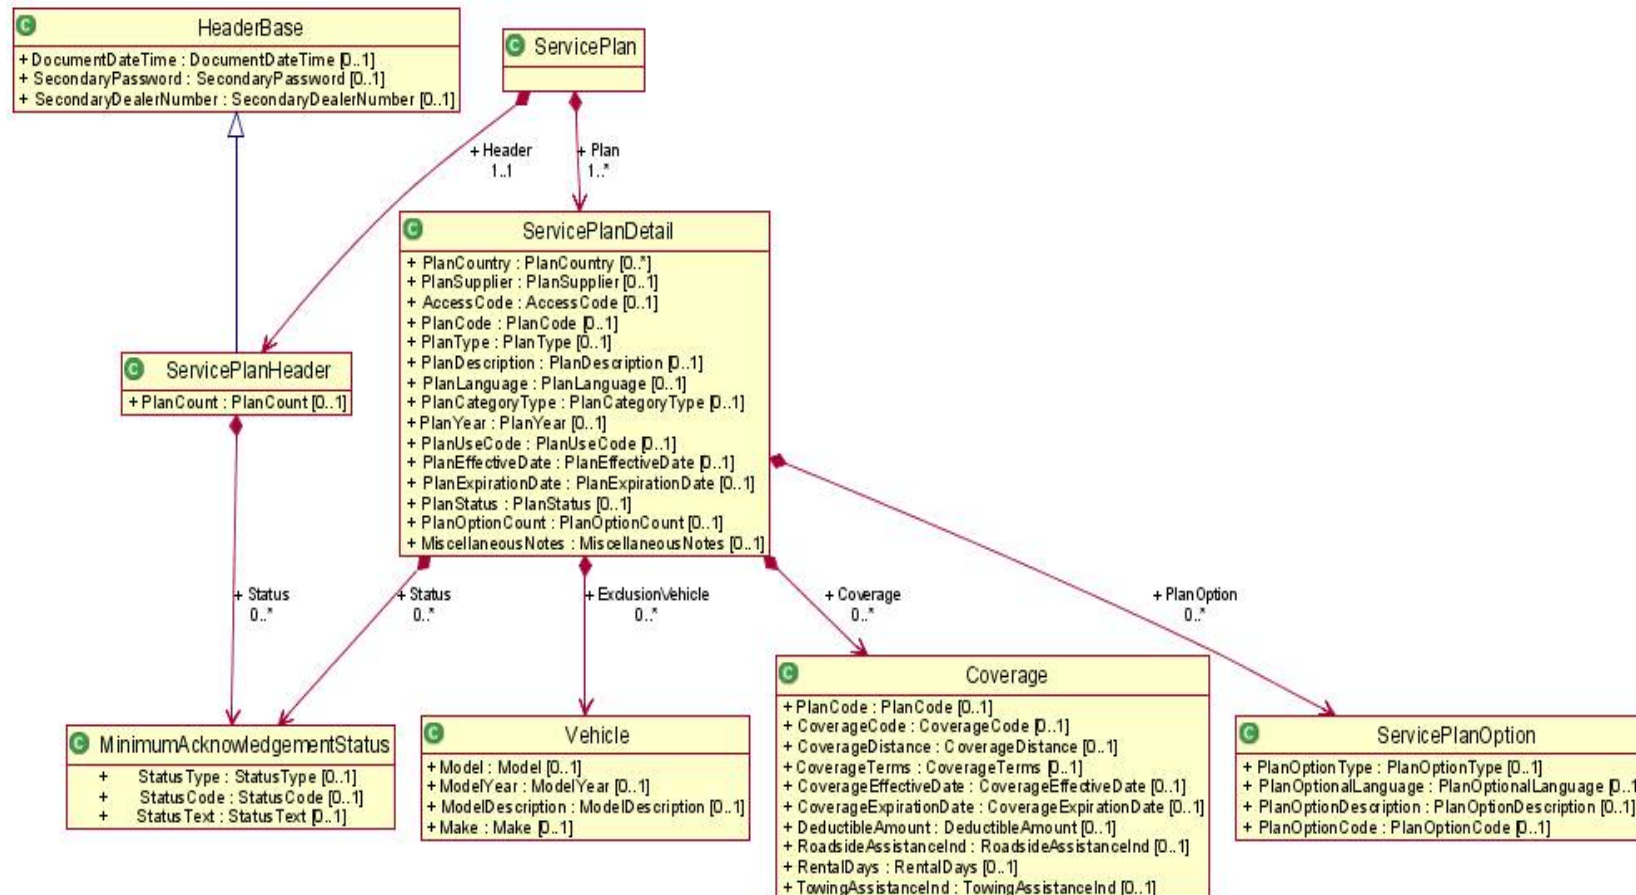 C HeaderBase
+ DocumentDateTime : DocumentDateTime [0..1]
+ SecondaryPassword : SecondaryPassword [0..1]
+ SecondaryDealerNumber : SecondaryDealerNumber [0..1]
C ServicePlan
+ Header
1..1
+ Plan
1..*
C ServicePlanDetail
+ PlanCountry : PlanCountry [0..*]
+ PlanSupplier : PlanSupplier [0..1]
+ AccessCode : AccessCode [0..1]
+ PlanCode : PlanCode [0..1]
+ PlanType : PlanType [0..1]
+ PlanDescription : PlanDescription [0..1]
+ PlanLanguage : PlanLanguage [0..1]
+ PlanCategoryType : PlanCategoryType [0..1]
+ PlanYear : PlanYear [0..1]
+ PlanUseCode : PlanUseCode [0..1]
+ PlanEffectiveDate : PlanEffectiveDate [0..1]
+ PlanExpirationDate : PlanExpirationDate [0..1]
+ PlanStatus : PlanStatus [0..1]
+ PlanOptionCount : PlanOptionCount [0..1]
+ MiscellaneousNotes : MiscellaneousNotes [0..1]
C ServicePlanHeader
+ PlanCount : PlanCount [0..1]
+ Status
0..*
+ Status
0..*
+ ExclusionVehicle
0..*
+ Coverage
0..*
+ PlanOption
0..*
C MinimumAcknowledgementStatus
+ StatusType : StatusType [0..1]
+ StatusCode : StatusCode [0..1]
+ StatusText : StatusText [0..1]
C Vehicle
+ Model : Model [0..1]
+ ModelYear : ModelYear [0..1]
+ ModelDescription : ModelDescription [0..1]
+ Make : Make [0..1]
C Coverage
+ PlanCode : PlanCode [0..1]
+ CoverageCode : CoverageCode [0..1]
+ CoverageDistance : CoverageDistance [0..1]
+ CoverageTerms : CoverageTerms [0..1]
+ CoverageEffectiveDate : CoverageEffectiveDate [0..1]
+ CoverageExpirationDate : CoverageExpirationDate [0..1]
+ DeductibleAmount : DeductibleAmount [0..1]
+ RoadsideAssistanceInd : RoadsideAssistanceInd [0..1]
+ RentalDays : RentalDays [0..1]
+ TowingAssistanceInd : TowingAssistanceInd [0..1]
C ServicePlanOption
+ PlanOptionType : PlanOptionType [0..1]
+ PlanOptionalLanguage : PlanOptionalLanguage [0..1
+ PlanOptionDescription : PlanOptionDescription [0..1]
+ PlanOptionCode : PlanOptionCode [0..1]